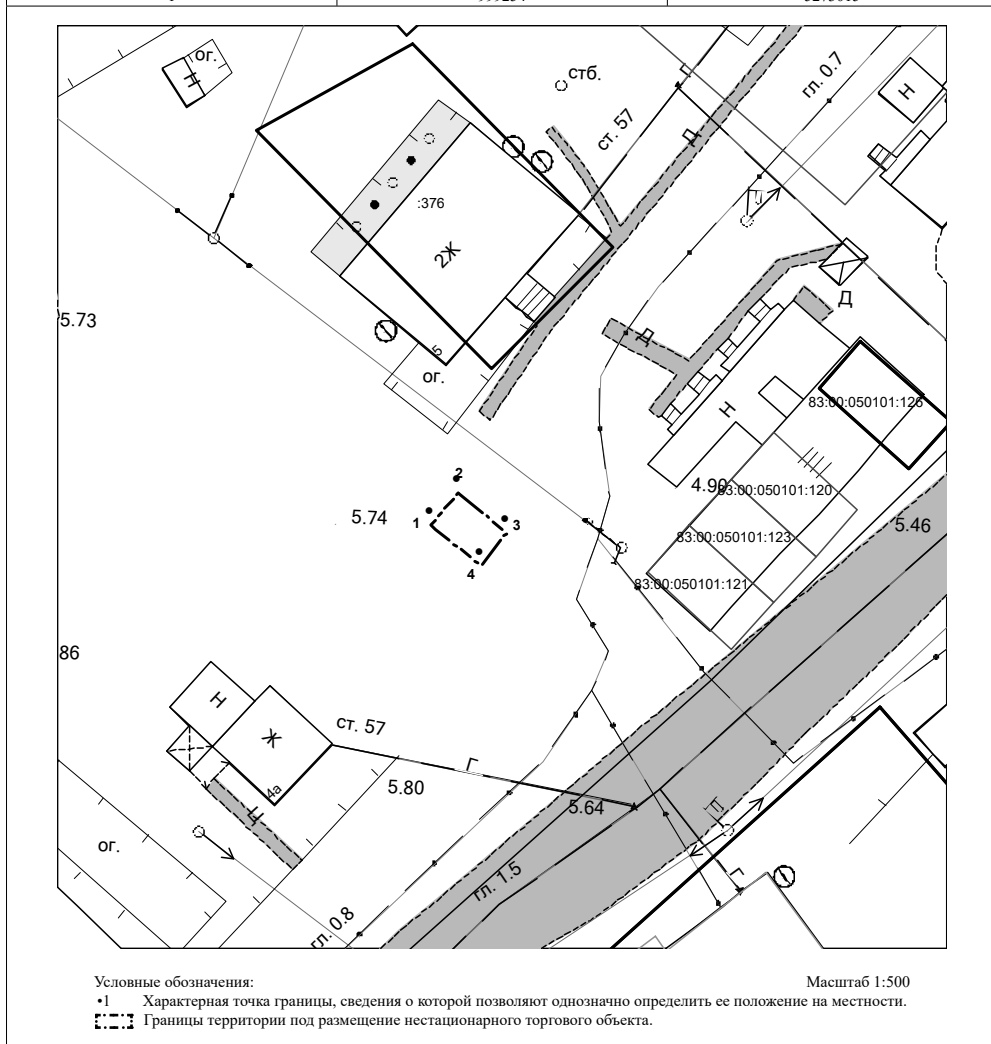 ог.
стб.
гл. 0.7
Н
Н
ст. 57
Д
:376
2Ж
Д
5.73
Д
5
ог.
83:00:050101:126
Н
2
4.90
83:00:050101:120
5.74
1
3
5.46
83:00:050101:123
4
83:00:050101:121
86
Н
ст. 57
Ж
Г
5.80
4а
5.64
ог.
Г
гл. 1.5
гл. 0.8
Условные обозначения:
Масштаб 1:500
•1 Характерная точка границы, сведения о которой позволяют однозначно определить ее положение на местности.
Границы территории под размещение нестационарного торгового объекта.